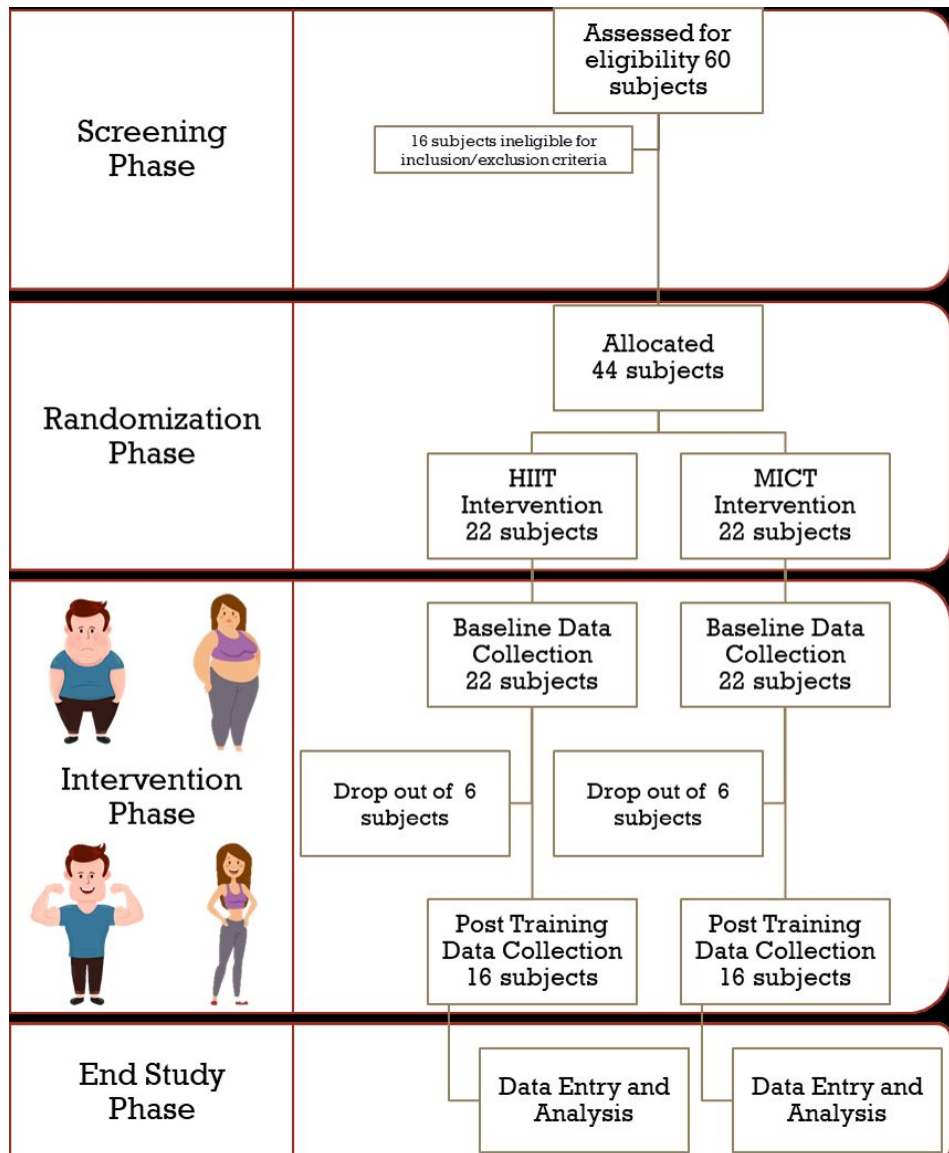 Assessed for
eligibility 60
subjects
Screening
Phase
16 subjects ineligible for
inclusion/exclusion criteria
Randomization
Phase
Allocated
44 subjects
HIIT
Intervention
22 subjects
MICT
Intervention
22 subjects
Intervention
Phase
Baseline Data
Collection
22 subjects
Baseline Data
Collection
22 subjects
Drop out of 6
subjects
Drop out of 6
subjects
Post Training
Data Collection
16 subjects
Post Training
Data Collection
16 subjects
End Study
Phase
Data Entry and
Analysis
Data Entry and
Analysis